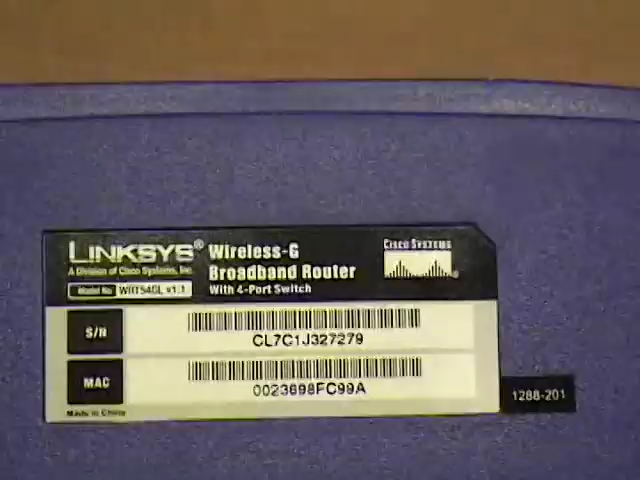 LINKSYS®
A Division of Cisco Systems, Inc.
Wireless-G
Broadband Router
With 4-Port Switch
CISCO SYSTEMS
®
Model No WRT54GL v1.1
S/N
CL7C1J327279
MAC
0023698FC99A
Made in China
1288-201